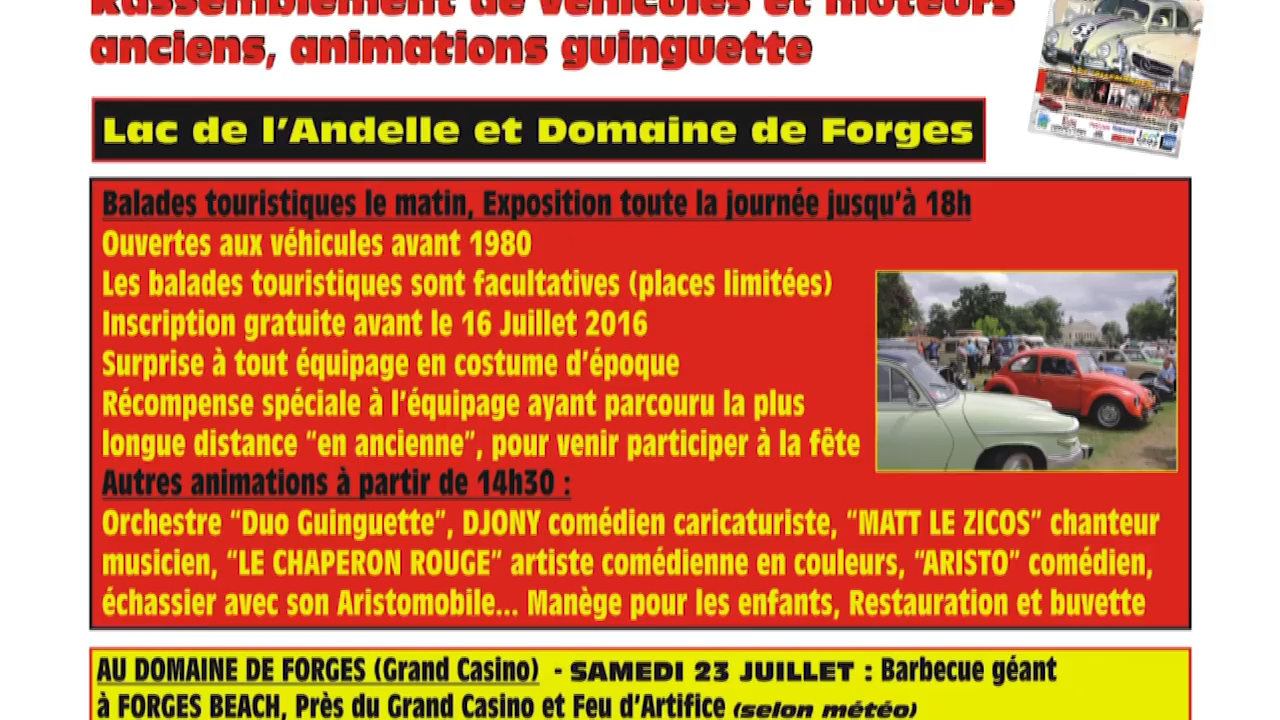 Rassemblement de véhicules et moteurs
anciens, animations guinguette
Lac de l'Andelle et Domaine de Forges
Balades touristiques le matin, Exposition toute la journée jusqu'à 18h
Ouvertes aux véhicules avant 1980
Les balades touristiques sont facultatives (places limitées)
Inscription gratuite avant le 16 Juillet 2016
Surprise à tout équipage en costume d'époque
Récompense spéciale à l'équipage ayant parcouru la plus
longue distance "en ancienne", pour venir participer à la fête
Autres animations à partir de 14h30 :
Orchestre "Duo Guinguette", DJONY comédien caricaturiste, "MATT LE ZICOS" chanteur
musicien, "LE CHAPERON ROUGE" artiste comédienne en couleurs, "ARISTO" comédien,
échassier avec son Aristomobile... Manège pour les enfants, Restauration et buvette
AU DOMAINE DE FORGES (Grand Casino) - SAMEDI 23 JUILLET : Barbecue géant
à FORGES BEACH, Près du Grand Casino et Feu d'Artifice (selon météo)